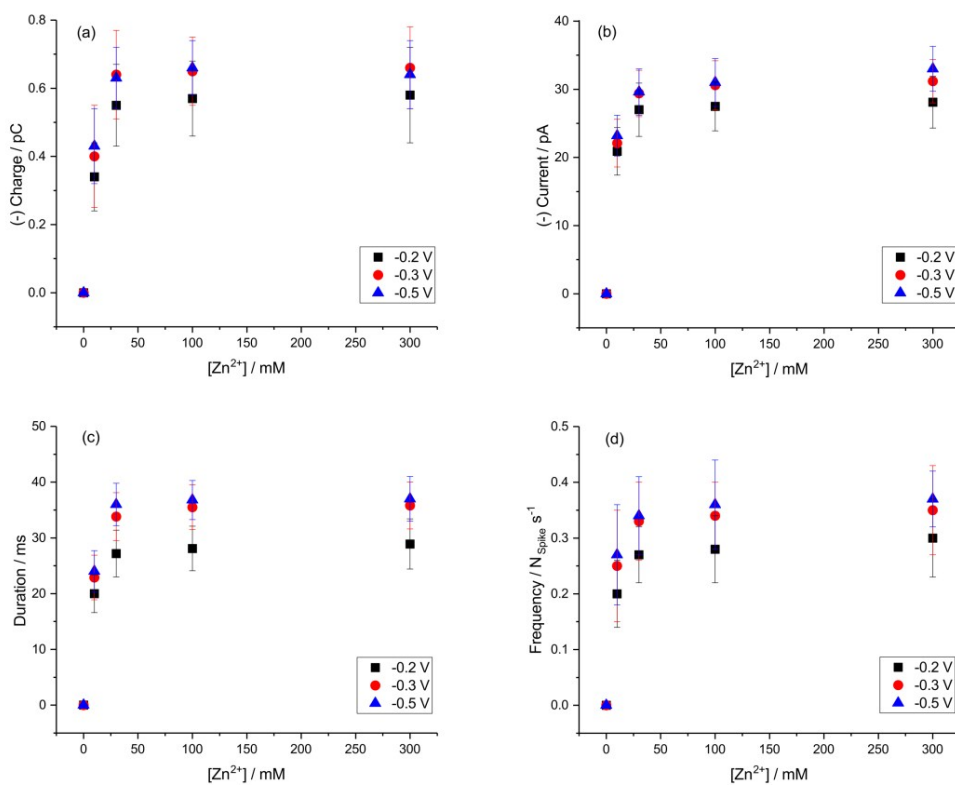 (a)
0.8
0.6
0.4
0.2
0.0
(-) Charge / pC
0 50 100 150 200 250 300
[Zn²⁺] / mM
-0.2 V
-0.3 V
-0.5 V
(b)
40
30
20
10
0
(-) Current / pA
0 50 100 150 200 250 300
[Zn²⁺] / mM
-0.2 V
-0.3 V
-0.5 V
(c)
50
40
30
20
10
0
Duration / ms
0 50 100 150 200 250 300
[Zn²⁺] / mM
-0.2 V
-0.3 V
-0.5 V
(d)
0.5
0.4
0.3
0.2
0.1
0.0
Frequency / N_Spike s⁻¹
0 50 100 150 200 250 300
[Zn²⁺] / mM
-0.2 V
-0.3 V
-0.5 V